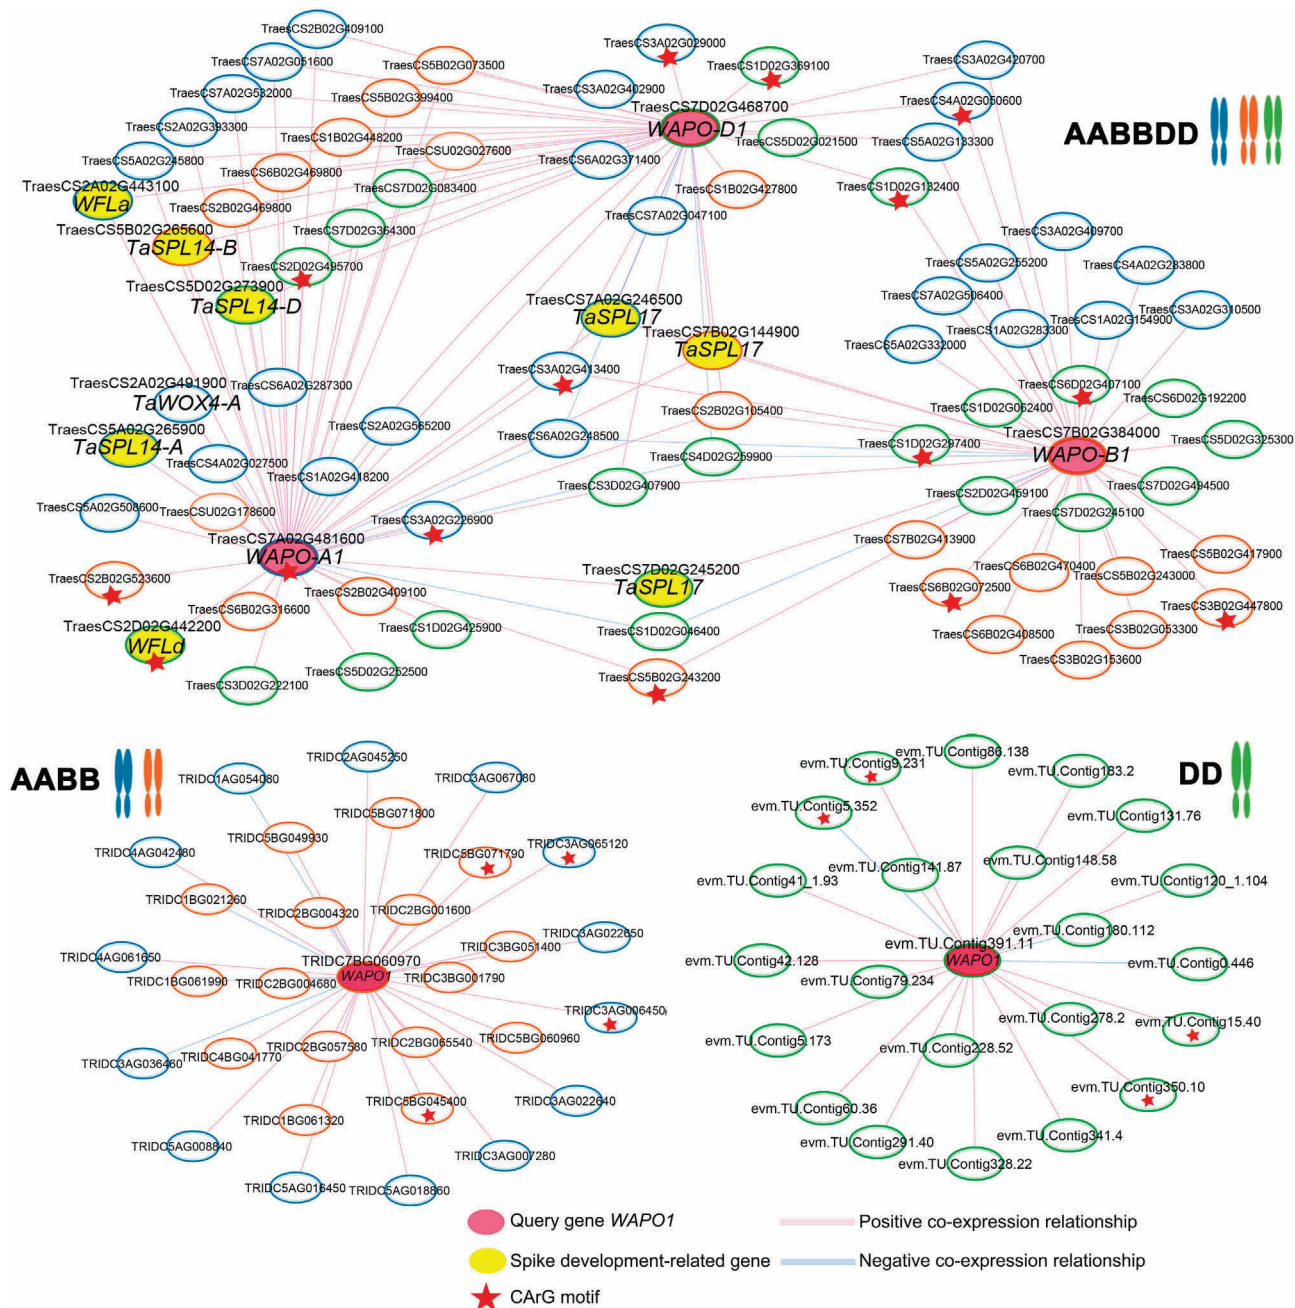 TraesCS2B02G409100
TraesCS7A02G051600
TraesCS5B02G073500
TraesCS7A02G532000
TraesCS5B02G399400
TraesCS2A02G393300
TraesCS1B02G448200
TraesCS5A02G245800
TraesCSU02G027600
TraesCS6B02G469800
TraesCS2A02G443100
WFLa
TraesCS7D02G083400
TraesCS2B02G469800
TraesCS5B02G265600
TaSPL14-B
TraesCS7D02G364300
TraesCS2D02G495700
TraesCS5D02G273900
TaSPL14-D
TraesCS3A02G029000
TraesCS1D02G369100
TraesCS3A02G402900
TraesCS7D02G468700
WAPO-D1
TraesCS3A02G420700
TraesCS4A02G050600
TraesCS5D02G021500
TraesCS5A02G133300
TraesCS6A02G371400
TraesCS1B02G427800
TraesCS1D02G132400
TraesCS7A02G047100
AABBDD
TraesCS3A02G409700
TraesCS5A02G255200
TraesCS4A02G283800
TraesCS7A02G506400
TraesCS3A02G310500
TraesCS1A02G154900
TraesCS1A02G283300
TraesCS5A02G332000
TraesCS7A02G246500
TaSPL17
TraesCS7B02G144900
TaSPL17
TraesCS3A02G413400
TraesCS6D02G407100
TraesCS6D02G192200
TraesCS1D02G062400
TraesCS2A02G491900
TaWOX4-A
TraesCS6A02G287300
TraesCS2B02G105400
TraesCS2A02G565200
TraesCS5A02G265900
TaSPL14-A
TraesCS6A02G248500
TraesCS1D02G297400
TraesCS7B02G384000
WAPO-B1
TraesCS5D02G325300
TraesCS4A02G027500
TraesCS1A02G418200
TraesCS4D02G259900
TraesCS3D02G407900
TraesCS7D02G494500
TraesCS2D02G459100
TraesCS7D02G245100
TraesCS5A02G508600
TraesCSU02G178600
TraesCS3A02G226900
TraesCS7B02G413900
TraesCS7A02G481600
WAPO-A1
TraesCS5B02G417900
TraesCS6B02G470400
TraesCS5B02G243000
TraesCS6B02G072500
TraesCS7D02G245200
TaSPL17
TraesCS2B02G523600
TraesCS2B02G409100
TraesCS6B02G316600
TraesCS3B02G447800
TraesCS2D02G442200
WFLd
TraesCS1D02G425900
TraesCS1D02G046400
TraesCS6B02G408500
TraesCS3B02G053300
TraesCS3B02G153600
TraesCS5D02G252500
TraesCS3D02G222100
TraesCS5B02G243200
AABB
TRIDC2AG045250
TRIDC1AG054080
TRIDC3AG067080
TRIDC5BG071800
TRIDC5BG049930
TRIDC4AG042480
TRIDC5BG071790
TRIDC3AG065120
TRIDC1BG021260
TRIDC2BG004320
TRIDC2BG001600
TRIDC3BG051400
TRIDC3AG022650
TRIDC4AG061650
TRIDC7BG060970
WAPO1
TRIDC1BG061990
TRIDC2BG004680
TRIDC3BG001790
TRIDC3AG006450
TRIDC5BG060960
TRIDC2BG057580
TRIDC2BG065540
TRIDC4BG041770
TRIDC3AG036460
TRIDC5BG045400
TRIDC3AG022640
TRIDC1BG061320
TRIDC5AG008840
TRIDC3AG007280
TRIDC5AG016450
TRIDC5AG018860
DD
evm.TU.Contig86.138
evm.TU.Contig9.231
evm.TU.Contig183.2
evm.TU.Contig5.352
evm.TU.Contig131.76
evm.TU.Contig148.58
evm.TU.Contig141.87
evm.TU.Contig41_1.93
evm.TU.Contig120_1.104
evm.TU.Contig180.112
evm.TU.Contig391.11
WAPO1
evm.TU.Contig42.128
evm.TU.Contig0.446
evm.TU.Contig79.234
evm.TU.Contig278.2
evm.TU.Contig15.40
evm.TU.Contig5.173
evm.TU.Contig228.52
evm.TU.Contig350.10
evm.TU.Contig60.36
evm.TU.Contig291.40
evm.TU.Contig341.4
evm.TU.Contig328.22
Query gene WAPO1
Positive co-expression relationship
Spike development-related gene
Negative co-expression relationship
CArG motif